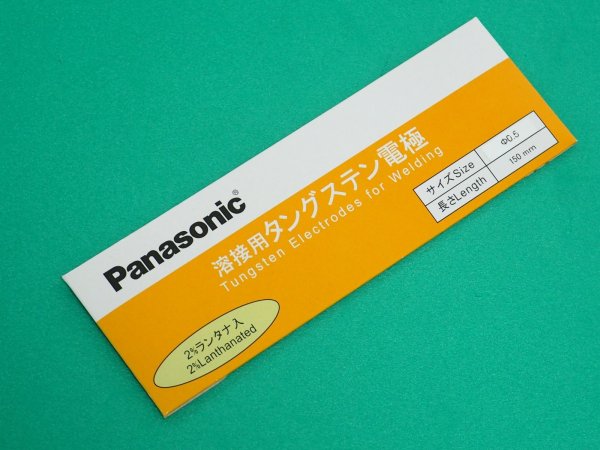 Panasonic®
溶接用タングステン電極
Tungsten Electrodes for Welding
サイズSize Φ0.5
長さLength 150 mm
2%ランタナ入
2%Lanthanated